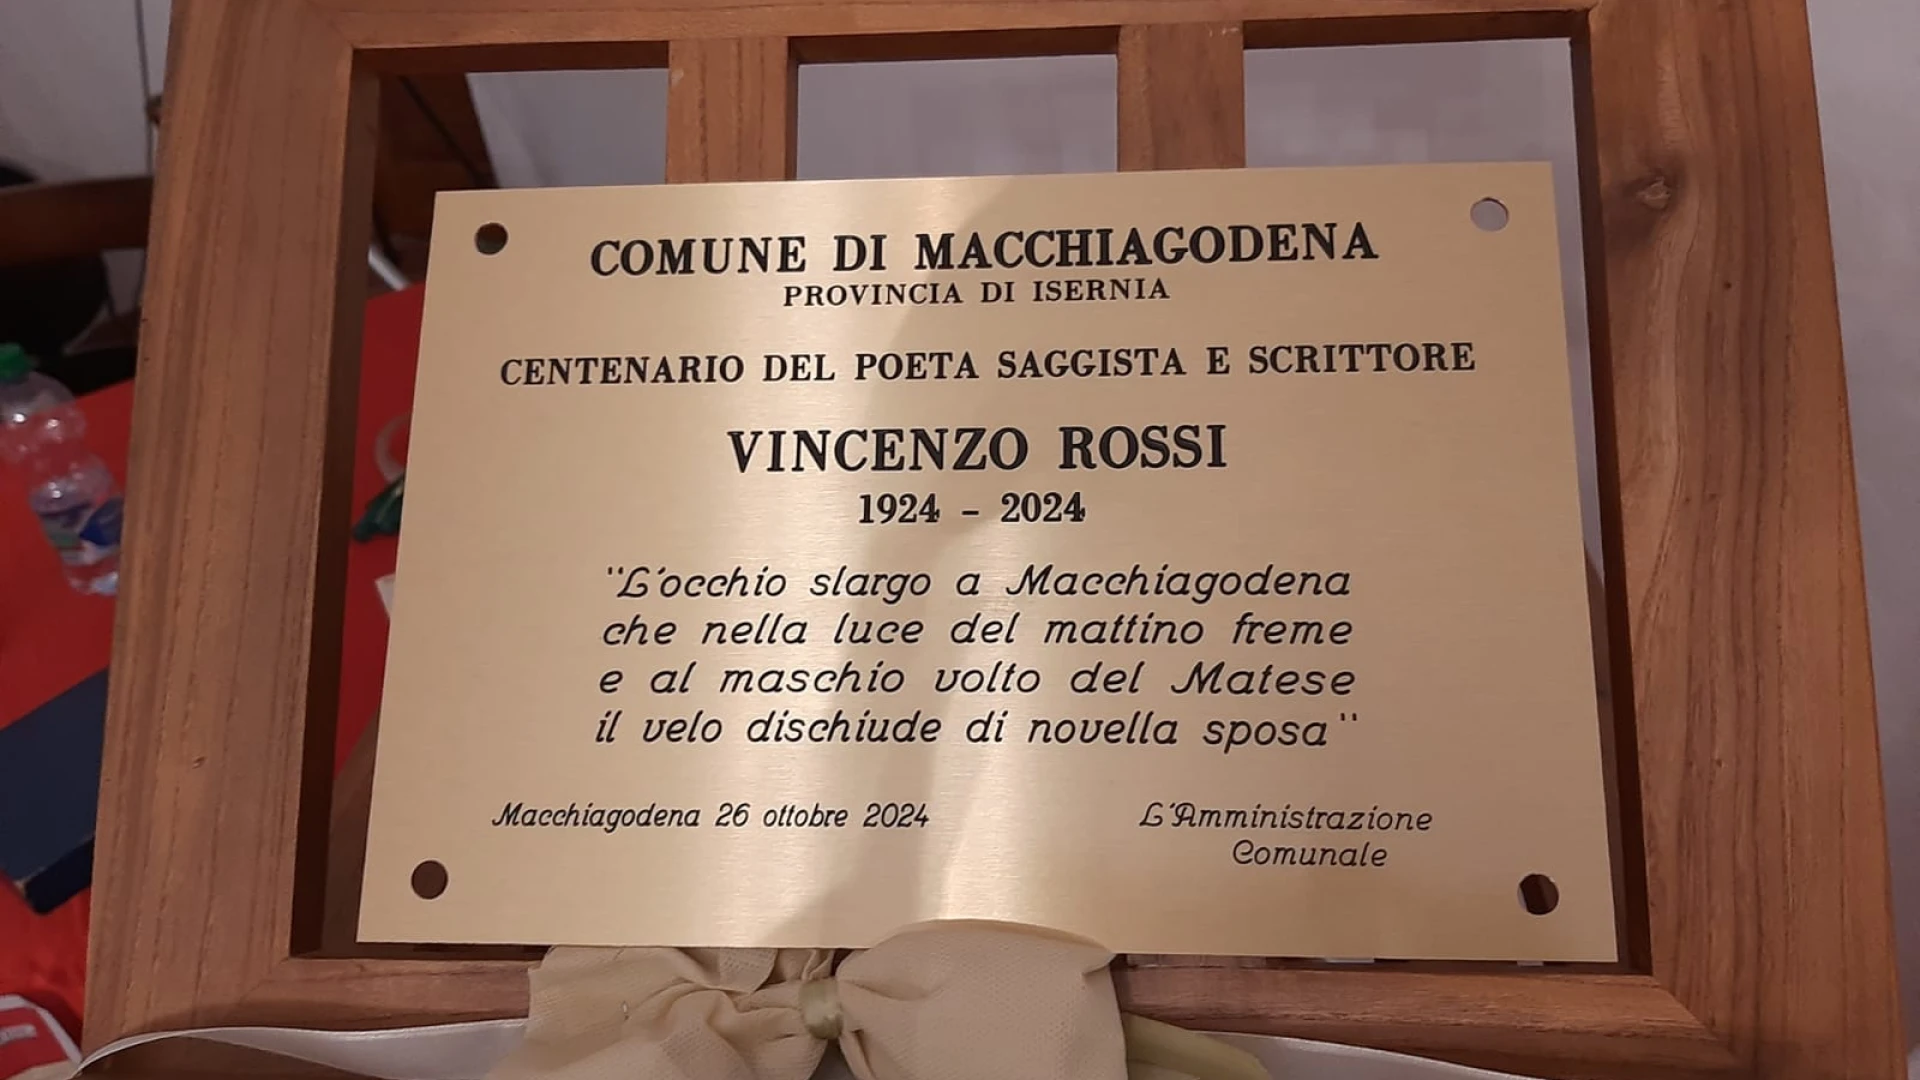 COMUNE DI MACCHIAGODENA
PROVINCIA DI ISERNIA
CENTENARIO DEL POETA SAGGISTA E SCRITTORE
VINCENZO ROSSI
1924 - 2024
"L'occhio slargo a Macchiagodena
che nella luce del mattino freme
e al maschio volto del Matese
il velo dischiude di novella sposa"
Macchiagodena 26 ottobre 2024
L'Amministrazione
Comunale